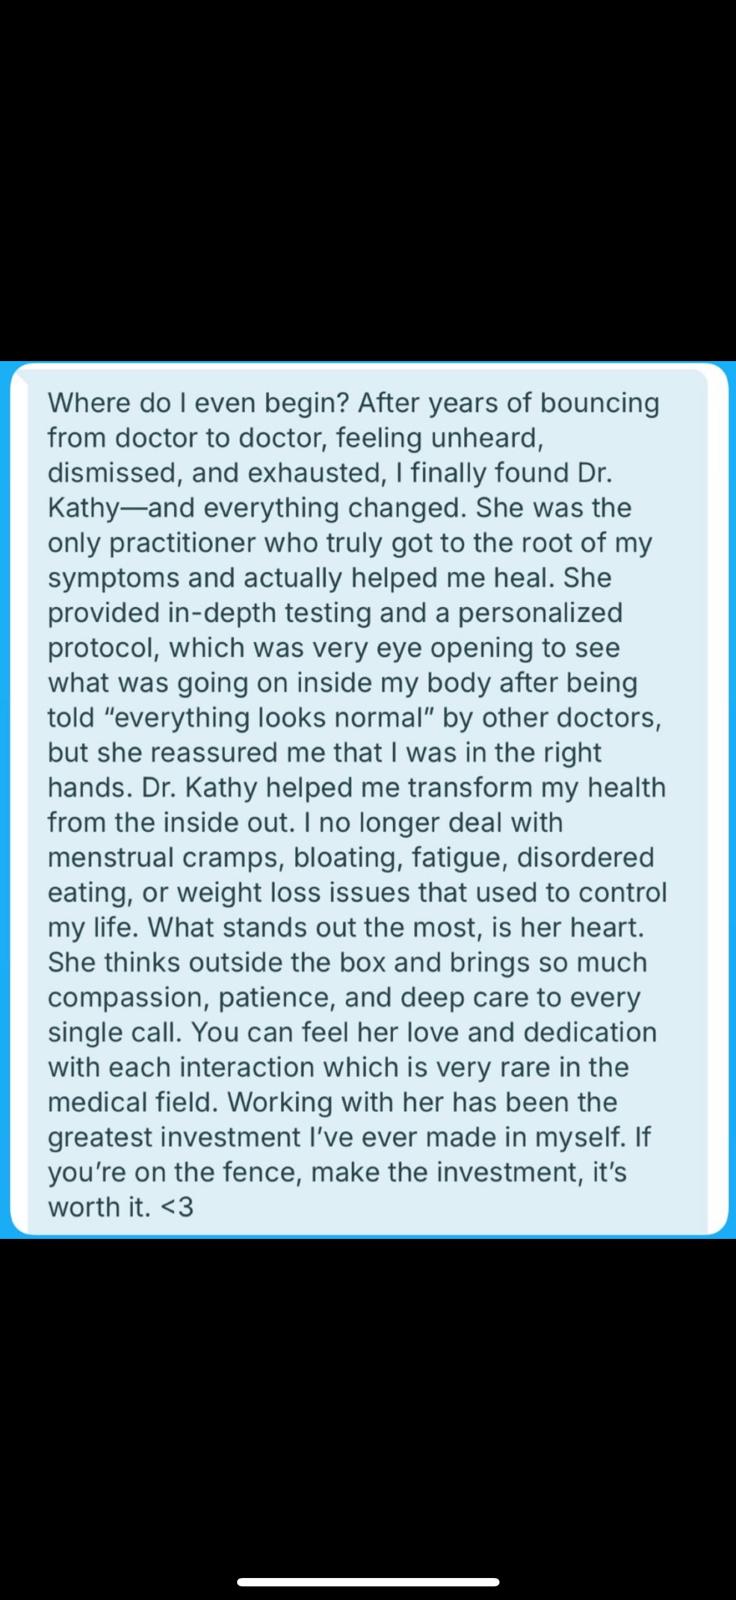 Where do I even begin? After years of bouncing
from doctor to doctor, feeling unheard,
dismissed, and exhausted, I finally found Dr.
Kathy—and everything changed. She was the
only practitioner who truly got to the root of my
symptoms and actually helped me heal. She
provided in-depth testing and a personalized
protocol, which was very eye opening to see
what was going on inside my body after being
told “everything looks normal” by other doctors,
but she reassured me that I was in the right
hands. Dr. Kathy helped me transform my health
from the inside out. I no longer deal with
menstrual cramps, bloating, fatigue, disordered
eating, or weight loss issues that used to control
my life. What stands out the most, is her heart.
She thinks outside the box and brings so much
compassion, patience, and deep care to every
single call. You can feel her love and dedication
with each interaction which is very rare in the
medical field. Working with her has been the
greatest investment I’ve ever made in myself. If
you’re on the fence, make the investment, it’s
worth it. <3